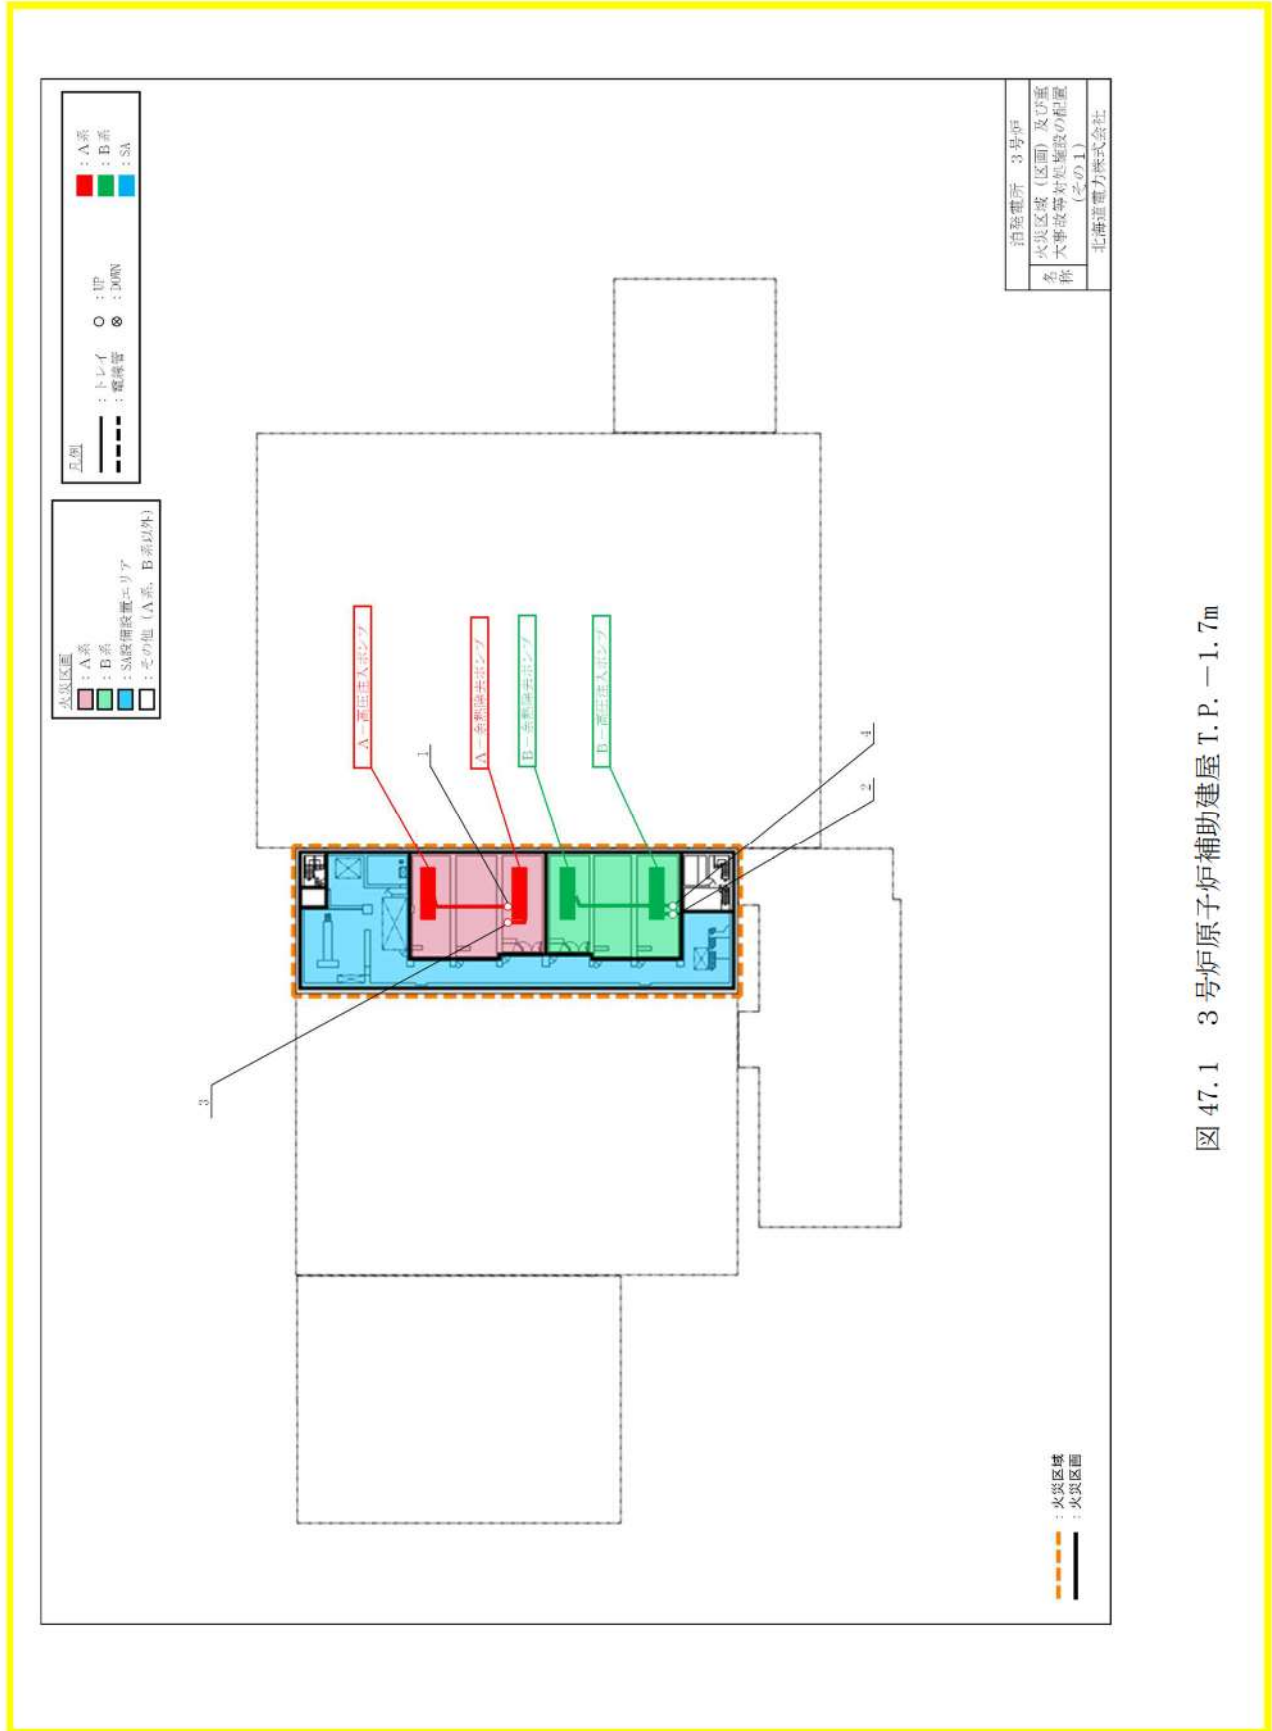 火災区画
：A系
：B系
：SA設備設置エリア
：その他（A系、B系以外）
凡例
：トレイ
：電線管
○：UP
⊗：DOWN
：A系
：B系
：SA
A－高圧注入ポンプ
1
A－余熱除去ポンプ
B－余熱除去ポンプ
B－高圧注入ポンプ
4
2
3
：火災区域
：火災区画
泊発電所　3号炉
名称
火災区域（区画）及び重
大事故等対処施設の配置
（その1）
北海道電力株式会社
図 47.1　3号炉原子炉補助建屋 T.P.－1.7m